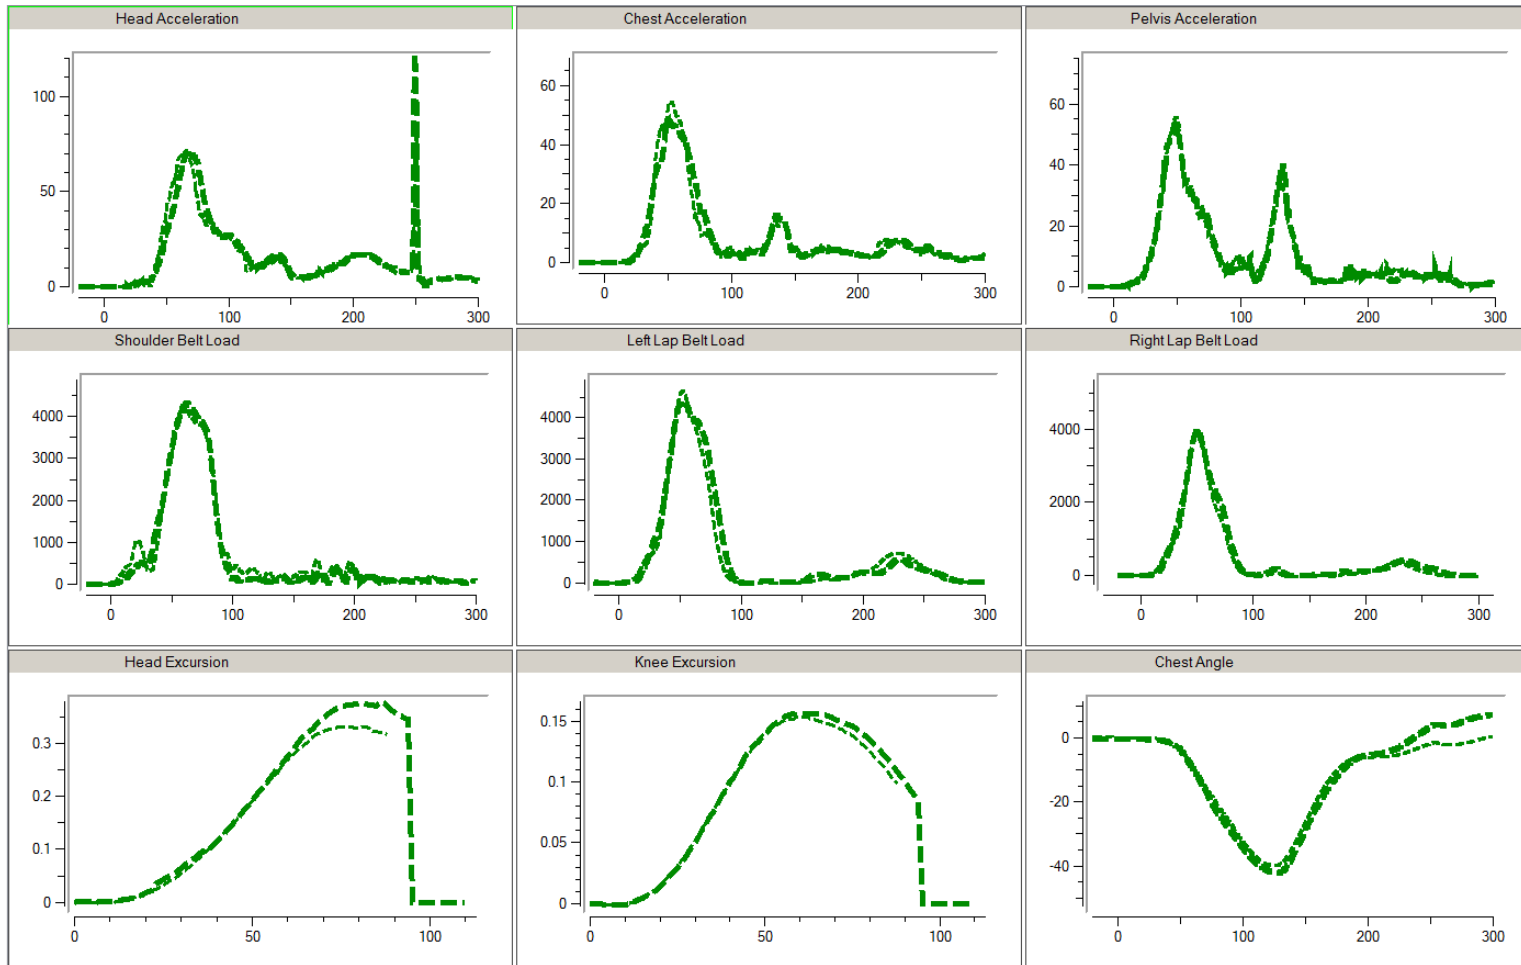 Head Acceleration
100
50
0
0 100 200 300
Chest Acceleration
60
40
20
0
0 100 200 300
Pelvis Acceleration
60
40
20
0
0 100 200 300
Shoulder Belt Load
4000
3000
2000
1000
0
0 100 200 300
Left Lap Belt Load
4000
3000
2000
1000
0
0 100 200 300
Right Lap Belt Load
4000
2000
0
0 100 200 300
Head Excursion
0.3
0.2
0.1
0
0 50 100
Knee Excursion
0.15
0.1
0.05
0
0 50 100
Chest Angle
0
-20
-40
0 100 200 300